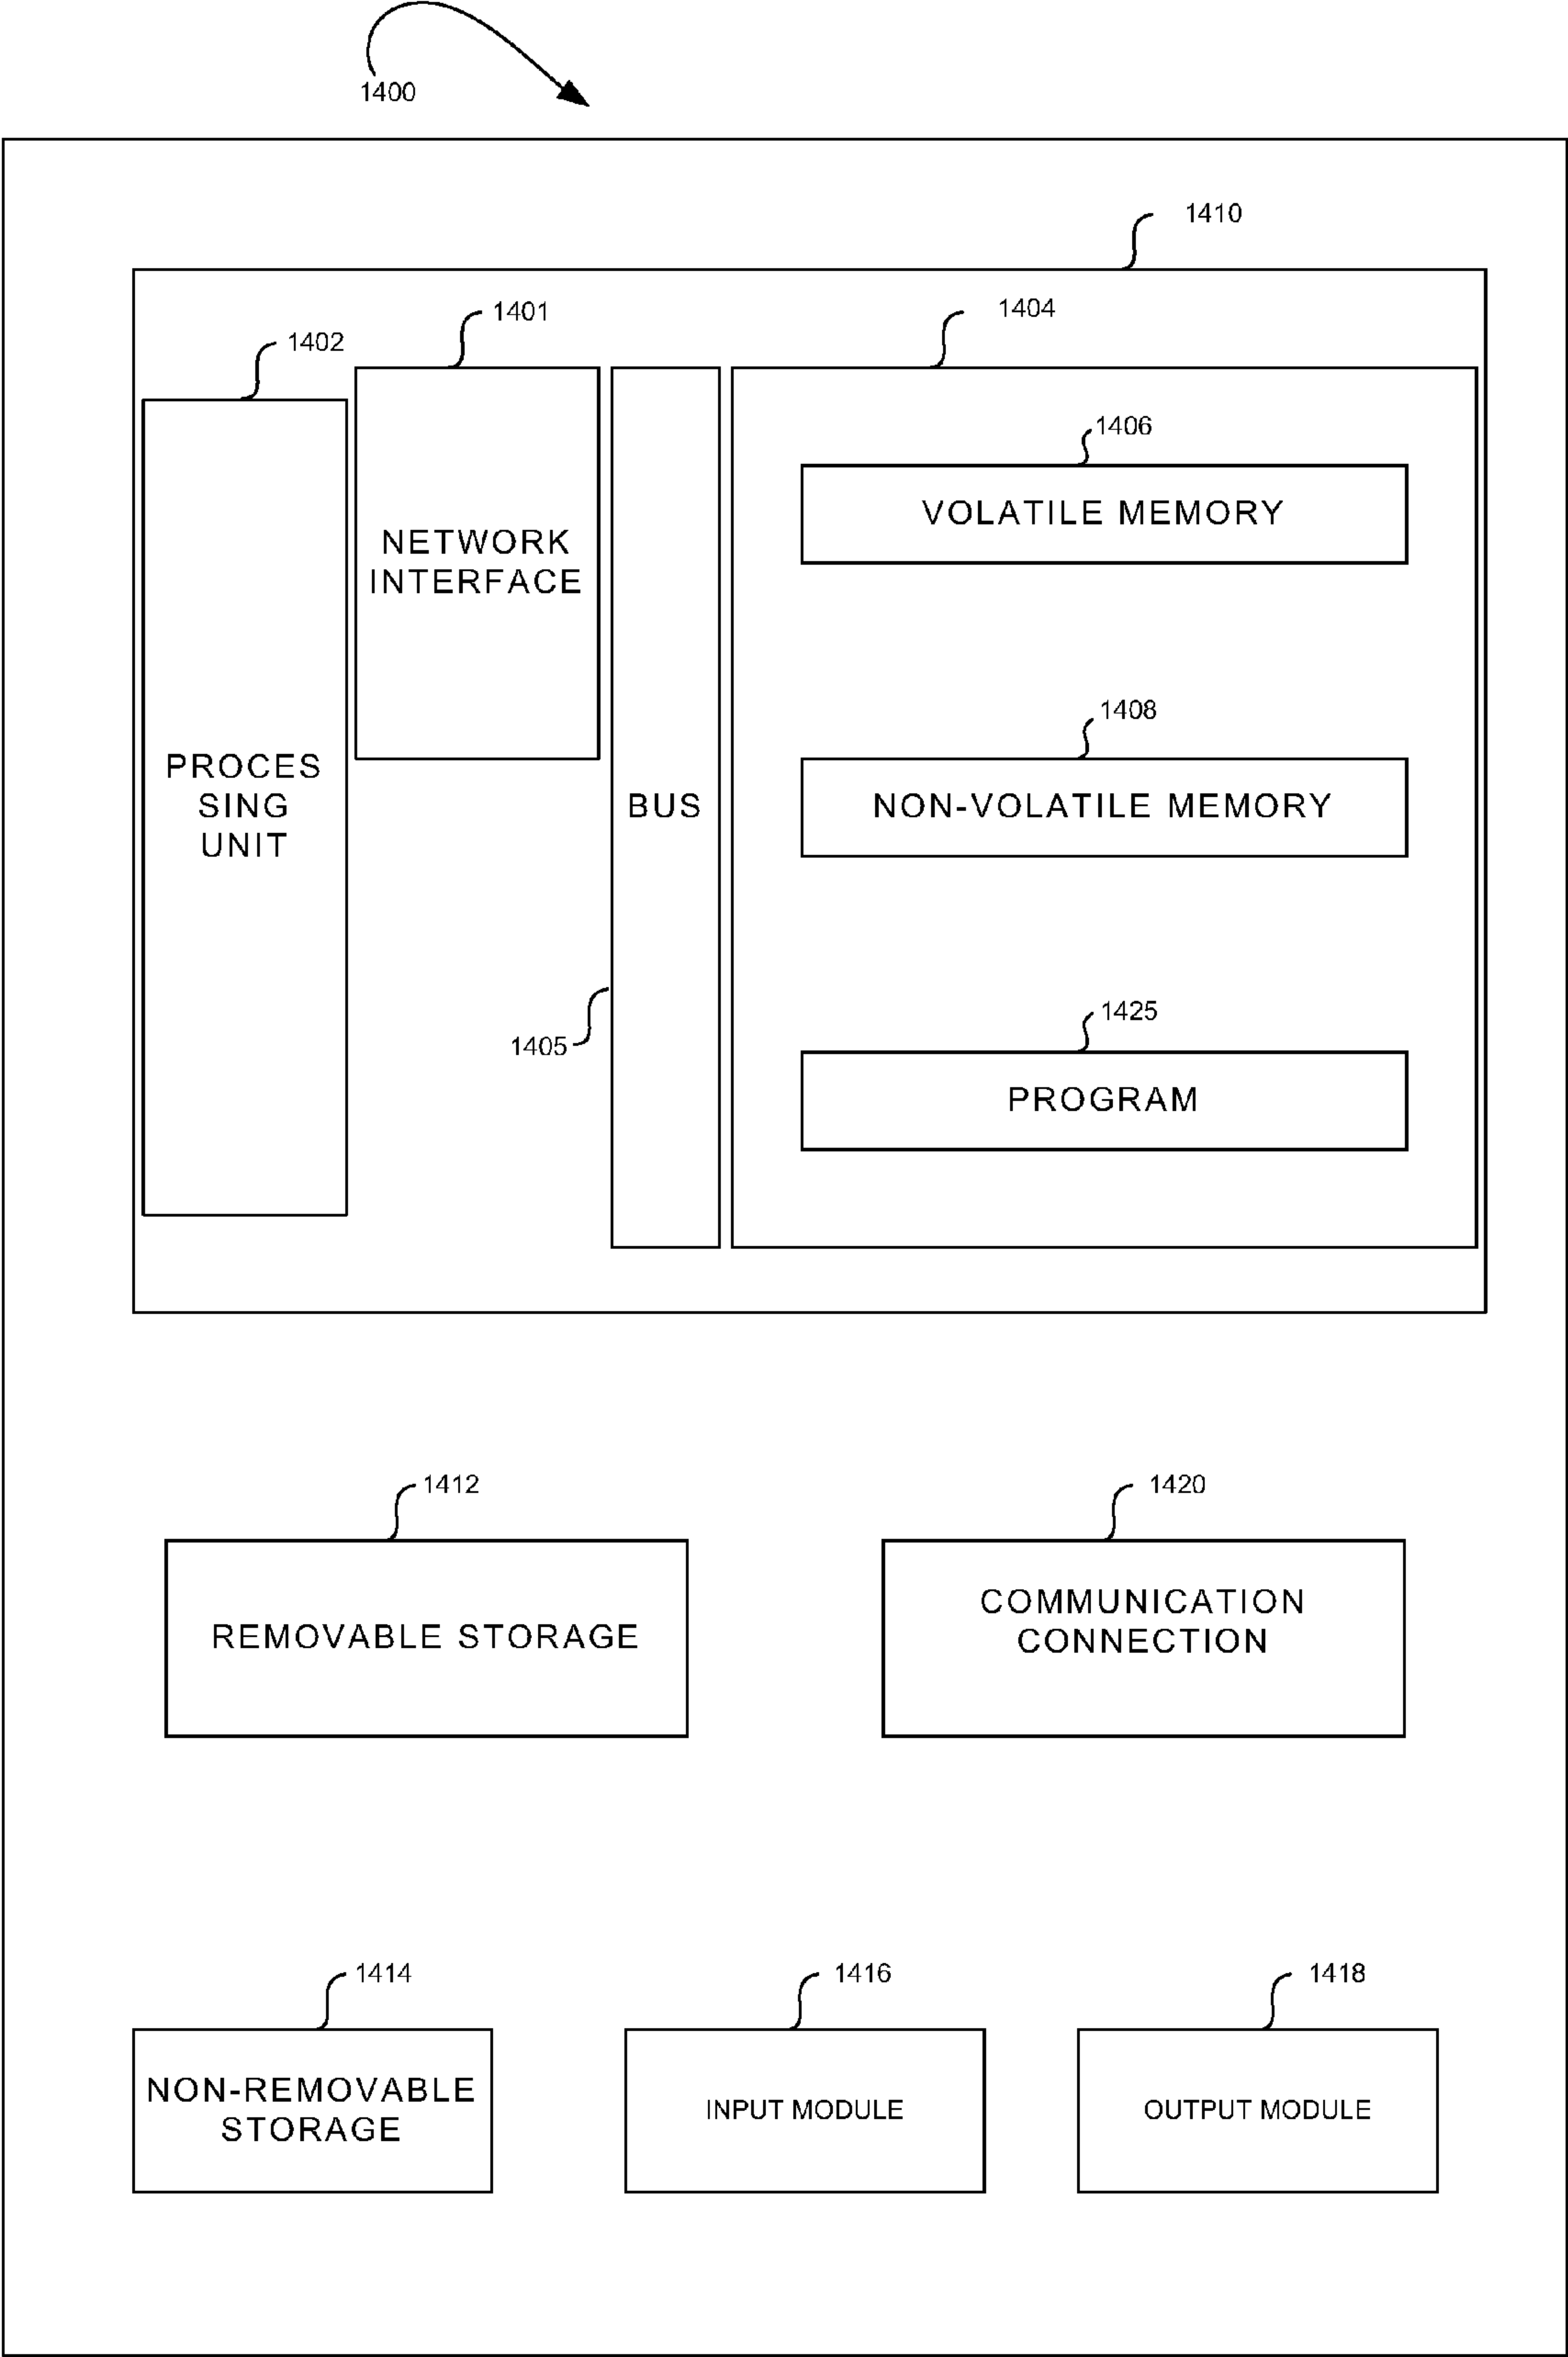 1400
1410
1401
1404
1402
1406
VOLATILE MEMORY
NETWORK
INTERFACE
1408
PROCES
SING
UNIT
BUS
NON-VOLATILE MEMORY
1425
1405
PROGRAM
1412
1420
REMOVABLE STORAGE
COMMUNICATION
CONNECTION
1414
1416
1418
NON-REMOVABLE
STORAGE
INPUT MODULE
OUTPUT MODULE